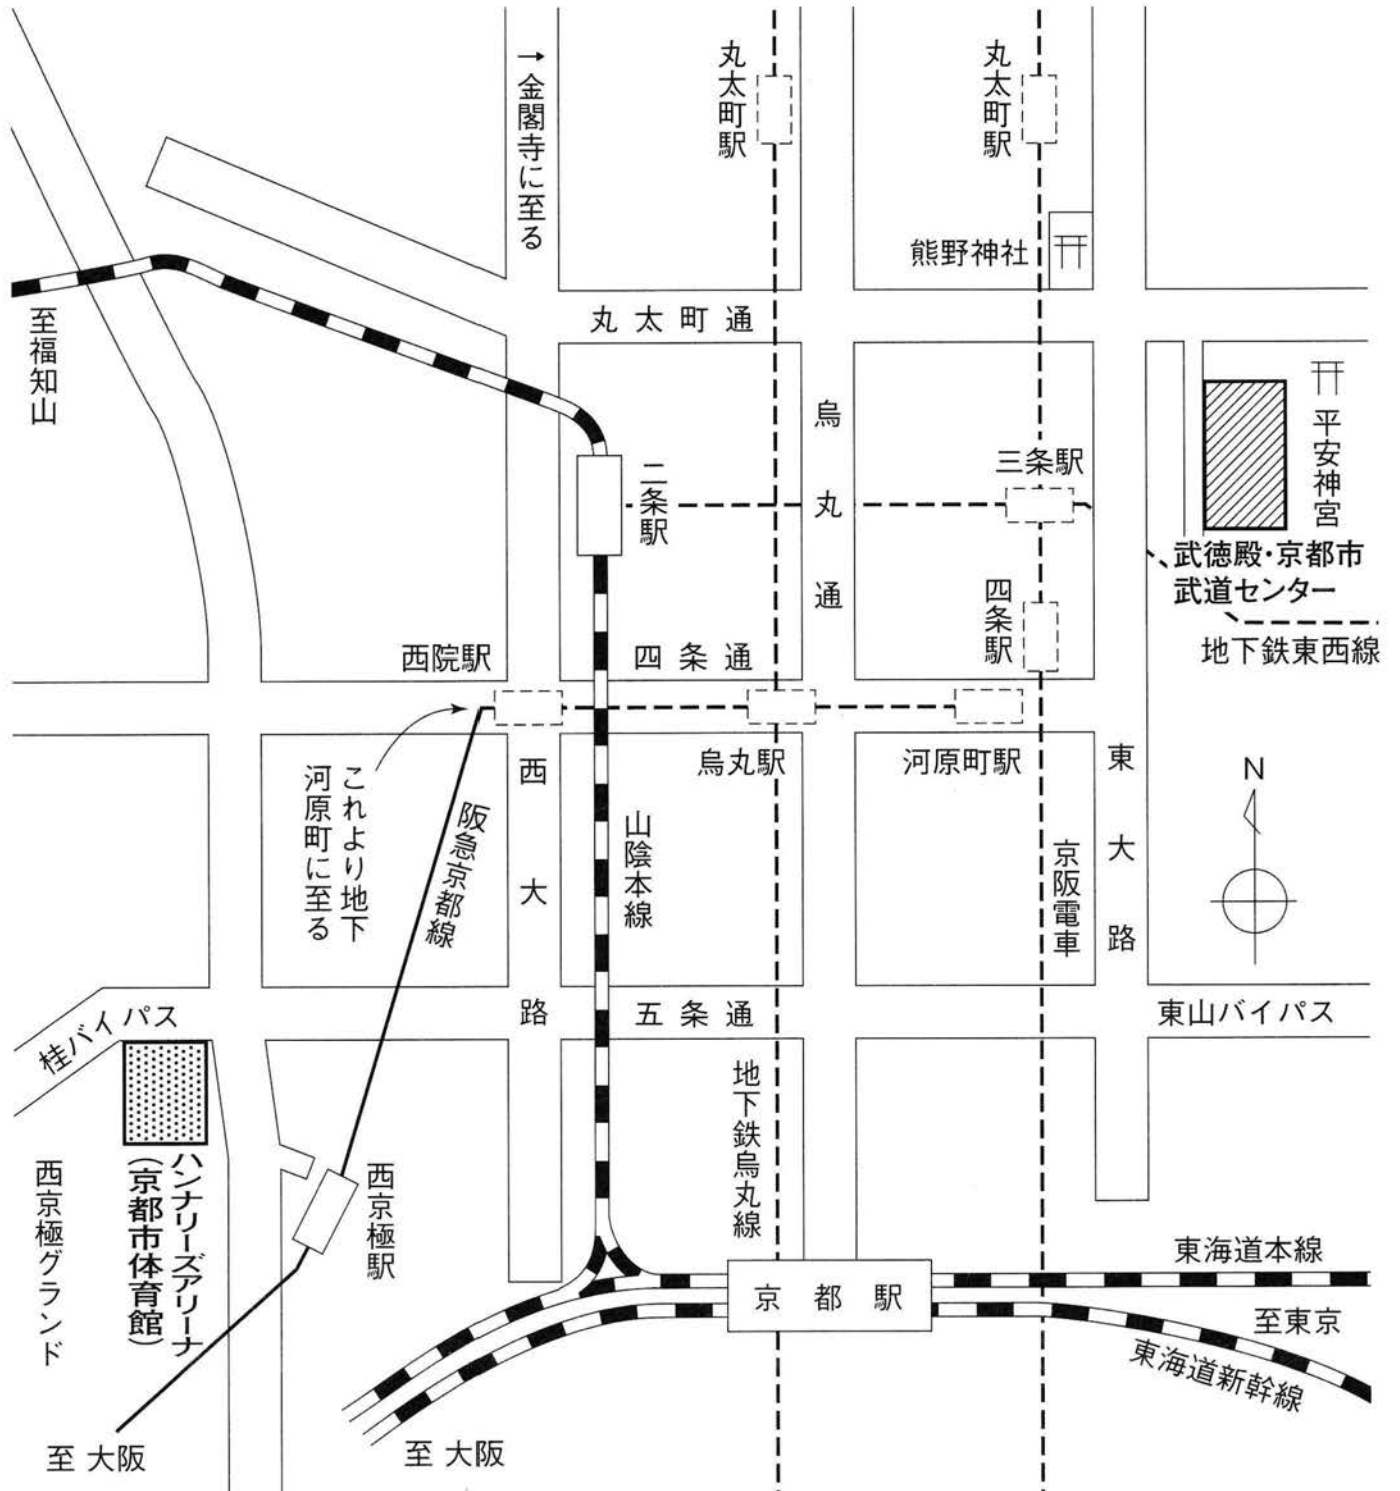 →金閣寺に至る
丸太町駅
丸太町駅
熊野神社
至福知山
丸太町通
烏丸通
二条駅
三条駅
平安神宮
武徳殿・京都市
武道センター
四条駅
地下鉄東西線
西院駅
四条通
烏丸駅
河原町駅
これより地下
河原町に至る
阪急京都線
西大路
山陰本線
京阪電車
東大路
N
桂バイパス
五条通
東山バイパス
地下鉄烏丸線
西京極グランド
ハンナリーズアリーナ
(京都市体育館)
西京極駅
京都駅
東海道本線
至東京
東海道新幹線
至 大阪
至 大阪